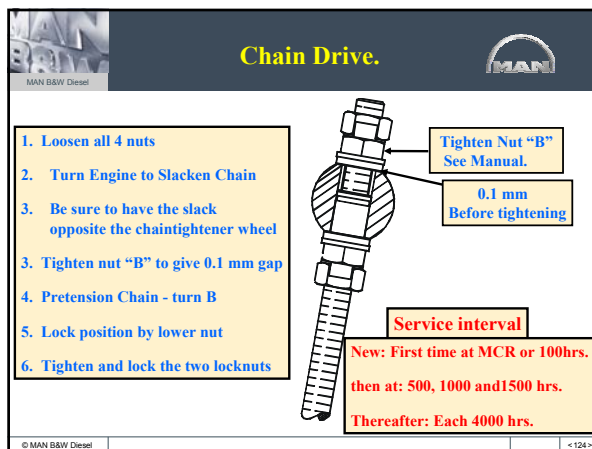 MAN
B&W
MAN B&W Diesel
Chain Drive.
MAN
1. Loosen all 4 nuts
2. Turn Engine to Slacken Chain
3. Be sure to have the slack
opposite the chaintightener wheel
3. Tighten nut “B” to give 0.1 mm gap
4. Pretension Chain - turn B
5. Lock position by lower nut
6. Tighten and lock the two locknuts
Tighten Nut “B”
See Manual.
0.1 mm
Before tightening
Service interval
New: First time at MCR or 100hrs.
then at: 500, 1000 and1500 hrs.
Thereafter: Each 4000 hrs.
© MAN B&W Diesel
<124>